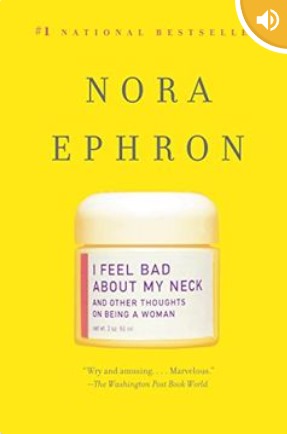 #1 NATIONAL BESTSELLE
NORA
EPHRON
I FEEL BAD
ABOUT MY NECK
AND OTHER THOUGHTS
ON BEING A WOMAN
"Wry and amusing. . . . Marvelous."
—The Washington Post Book World